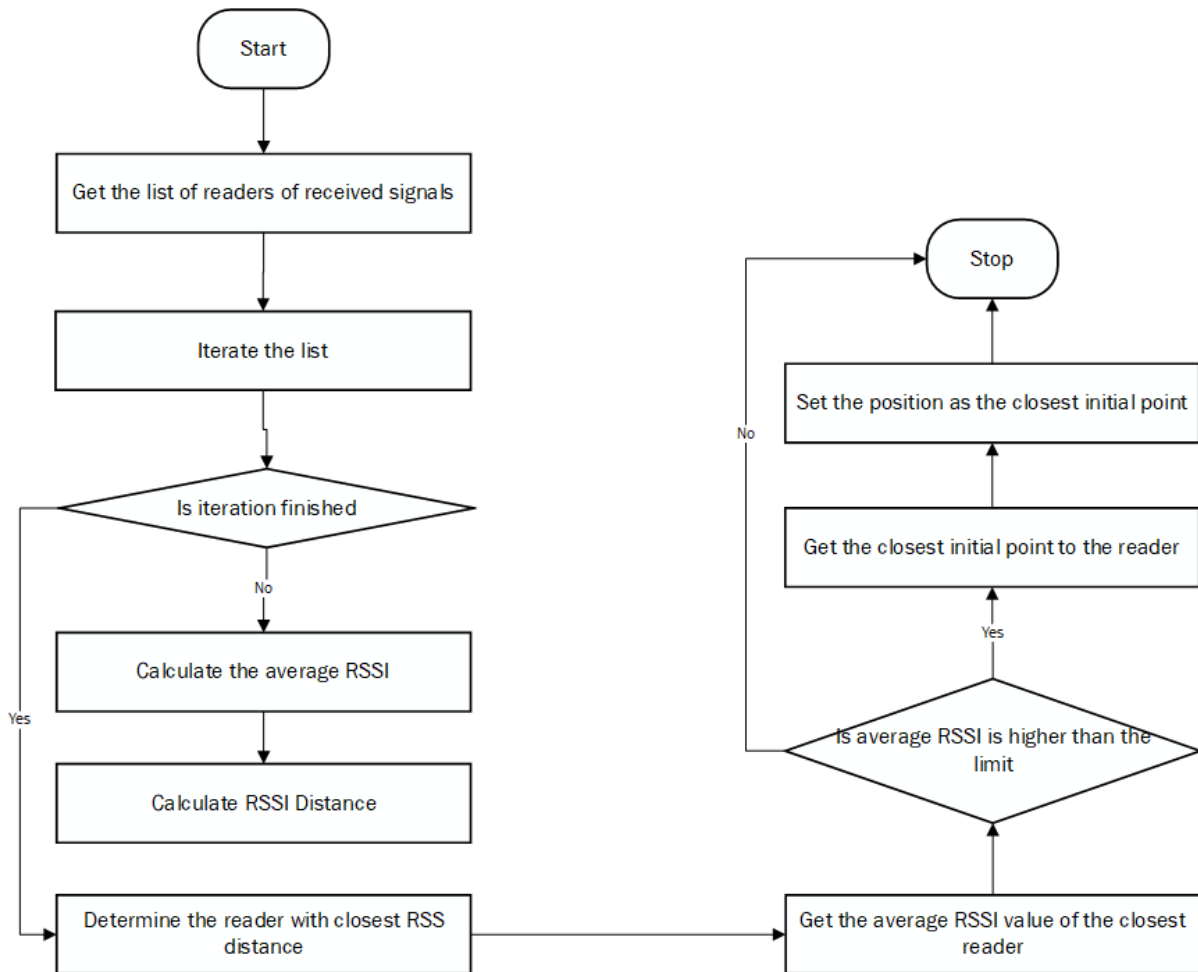 Start
Get the list of readers of received signals
Iterate the list
Is iteration finished
No
Calculate the average RSSI
Yes
Calculate RSSI Distance
Determine the reader with closest RSS
distance
Stop
Set the position as the closest initial point
No
Get the closest initial point to the reader
Yes
Is average RSSI is higher than the
limit
Get the average RSSI value of the closest
reader